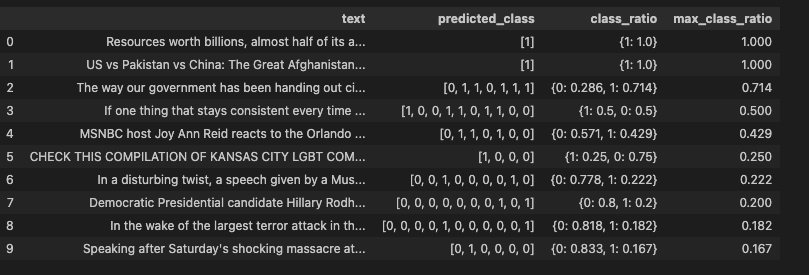 text predicted_class class_ratio max_class_ratio
0 Resources worth billions, almost half of its a... [1] {1: 1.0} 1.000
1 US vs Pakistan vs China: The Great Afghanistan... [1] {1: 1.0} 1.000
2 The way our government has been handing out ci... [0, 1, 1, 0, 1, 1, 1] {0: 0.286, 1: 0.714} 0.714
3 If one thing that stays consistent every time ... [1, 0, 0, 1, 1, 0, 1, 1, 0, 0] {1: 0.5, 0: 0.5} 0.500
4 MSNBC host Joy Ann Reid reacts to the Orlando ... [0, 1, 1, 0, 1, 0, 0] {0: 0.571, 1: 0.429} 0.429
5 CHECK THIS COMPILATION OF KANSAS CITY LGBT COM... [1, 0, 0, 0] {1: 0.25, 0: 0.75} 0.250
6 In a disturbing twist, a speech given by a Mus... [0, 0, 1, 0, 0, 0, 0, 1, 0] {0: 0.778, 1: 0.222} 0.222
7 Democratic Presidential candidate Hillary Rodh... [0, 0, 0, 0, 0, 0, 0, 1, 0, 1] {0: 0.8, 1: 0.2} 0.200
8 In the wake of the largest terror attack in th... [0, 0, 0, 0, 1, 0, 0, 0, 0, 0, 1] {0: 0.818, 1: 0.182} 0.182
9 Speaking after Saturday's shocking massacre at... [0, 1, 0, 0, 0, 0] {0: 0.833, 1: 0.167} 0.167